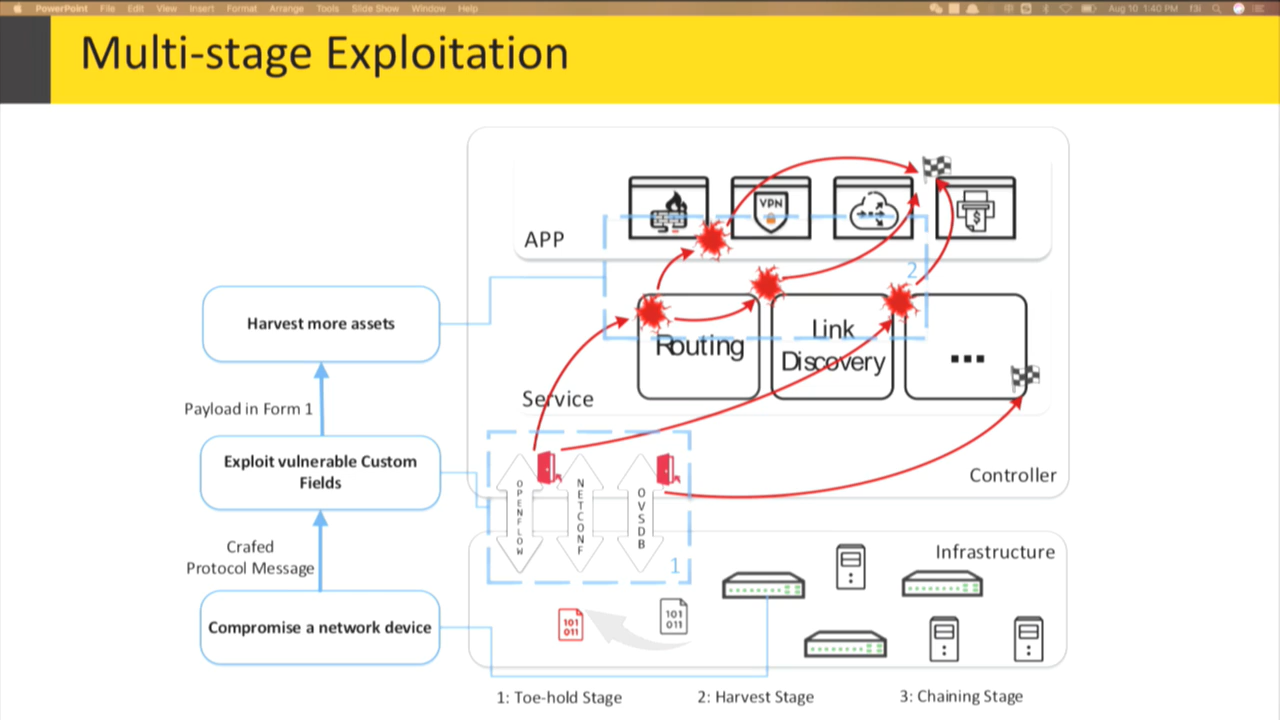 PowerPoint File Edit View Insert Format Arrange Tools Slide Show Window Help
Aug 10 1:40 PM
Multi-stage Exploitation
VPN
$
APP
2
Harvest more assets
Routing
Link
Discovery
...
Service
Payload in Form 1
Exploit vulnerable Custom
Fields
Controller
OPENFLOW
NETCONF
OVSDB
1
Crafed
Protocol Message
Infrastructure
Compromise a network device
101
011
101
011
1: Toe-hold Stage
2: Harvest Stage
3: Chaining Stage